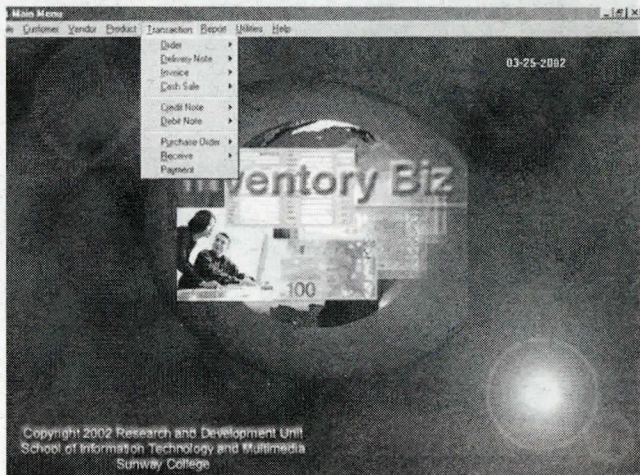 Main Menu
Customer Vendor Product Transaction Report Utilities Help
Order
Delivery Note
Invoice
Cash Sale
Credit Note
Debit Note
Purchase Order
Receive
Payment
03-25-2002
Inventory Biz
100
Copyright 2002 Research and Development Unit
School of Information Technology and Multimedia
Sunway College